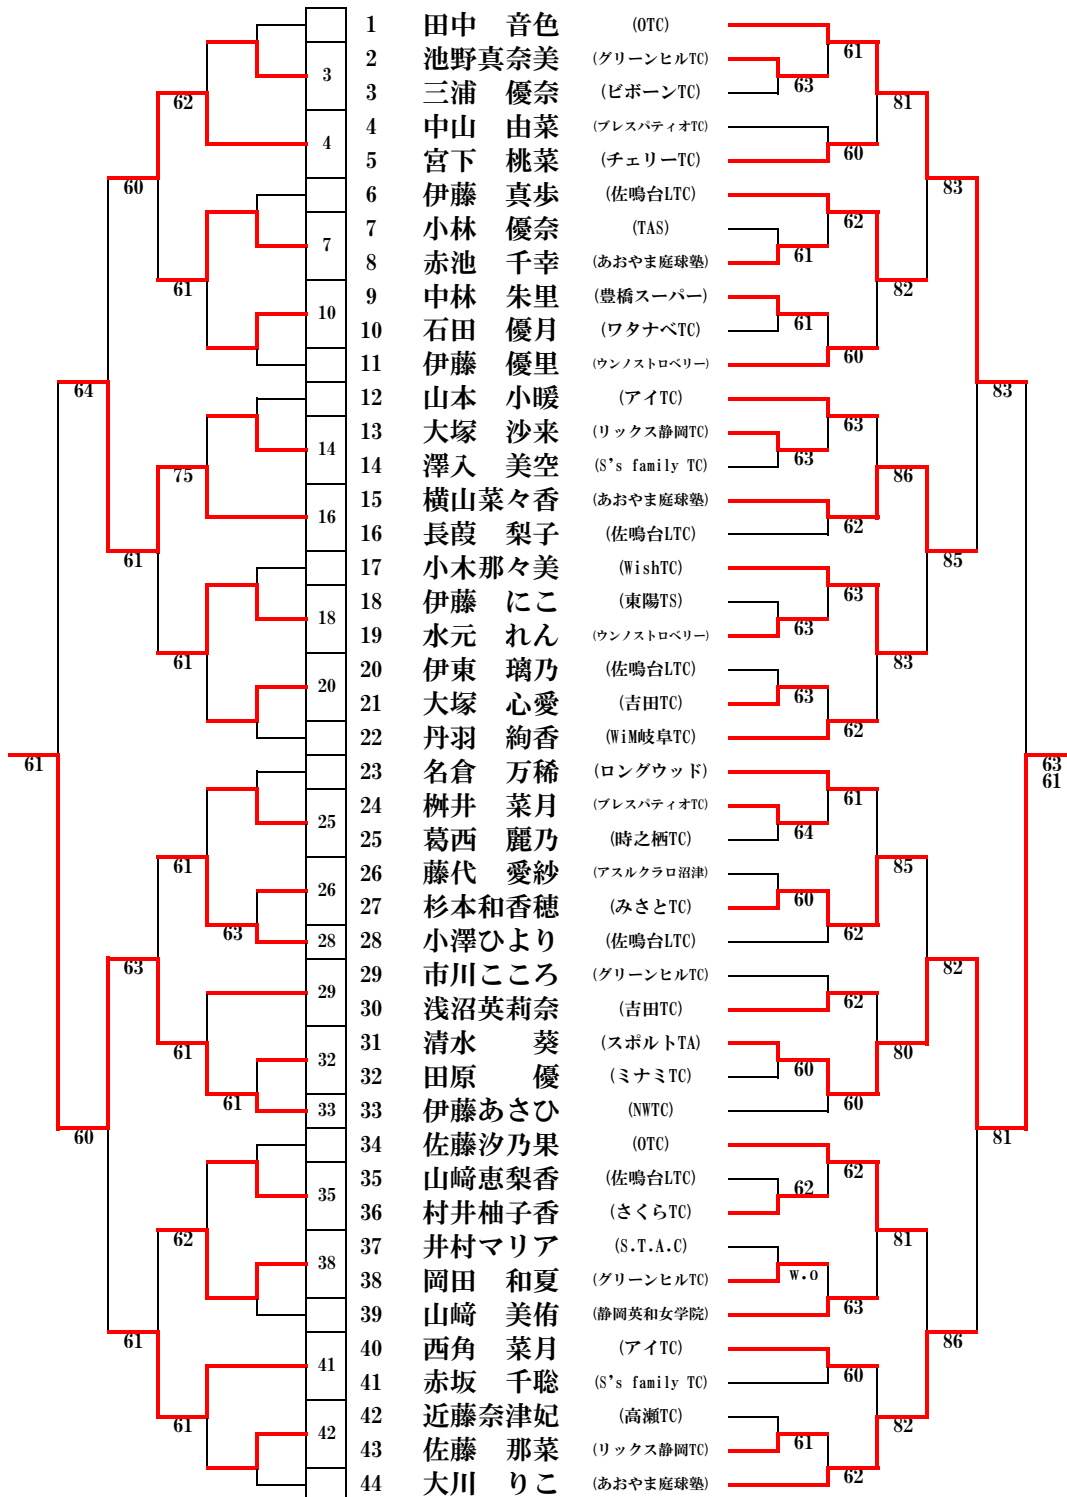 1 田中 音色 (OTC)
61
2 池野真奈美 (グリーンヒルTC)
3 63
3 三浦 優奈 (ビボーンTC)
62 81
4 中山 由菜 (プレスパティオTC)
4 60
5 宮下 桃菜 (チェリーTC)
60 83
6 伊藤 真歩 (佐鳴台LTC)
62
7 7 小林 優奈 (TAS)
61
8 赤池 千幸 (あおやま庭球塾)
61 82
9 中林 朱里 (豊橋スーパー)
10 61
10 石田 優月 (ワタナベTC)
60
11 伊藤 優里 (ウンノストロベリー)
64 83
12 山本 小暖 (アイTC)
63
13 大塚 沙来 (リックス静岡TC)
14 63
14 澤入 美空 (S's family TC)
75 86
15 横山菜々香 (あおやま庭球塾)
16 62
16 長葭 梨子 (佐鳴台LTC)
61 85
17 小木那々美 (WishTC)
63
18 伊藤 にこ (東陽TS)
18 63
19 水元 れん (ウンノストロベリー)
61 83
20 伊東 璃乃 (佐鳴台LTC)
20 63
21 大塚 心愛 (吉田TC)
62
22 丹羽 絢香 (WiM岐阜TC)
61 63
61
23 名倉 万稀 (ロングウッド)
61
24 桝井 菜月 (プレスパティオTC)
25 64
25 葛西 麗乃 (時之栖TC)
61 85
26 藤代 愛紗 (アスルクラロ沼津)
26 60
27 杉本和香穂 (みさとTC)
63 62
28 28 小澤ひより (佐鳴台LTC)
63 82
29 市川こころ (グリーンヒルTC)
29 62
30 浅沼英莉奈 (吉田TC)
61 80
31 清水 葵 (スポルトTA)
32 60
32 田原 優 (ミナミTC)
61 60
33 33 伊藤あさひ (NWTC)
60 81
34 佐藤汐乃果 (OTC)
62
35 山﨑恵梨香 (佐鳴台LTC)
35 62
36 村井柚子香 (さくらTC)
62 81
37 井村マリア (S.T.A.C)
38 w.o
38 岡田 和夏 (グリーンヒルTC)
63
39 山﨑 美侑 (静岡英和女学院)
61 86
40 西角 菜月 (アイTC)
41 60
41 赤坂 千聡 (S's family TC)
61 82
42 近藤奈津妃 (高瀬TC)
42 61
43 佐藤 那菜 (リックス静岡TC)
62
44 大川 りこ (あおやま庭球塾)